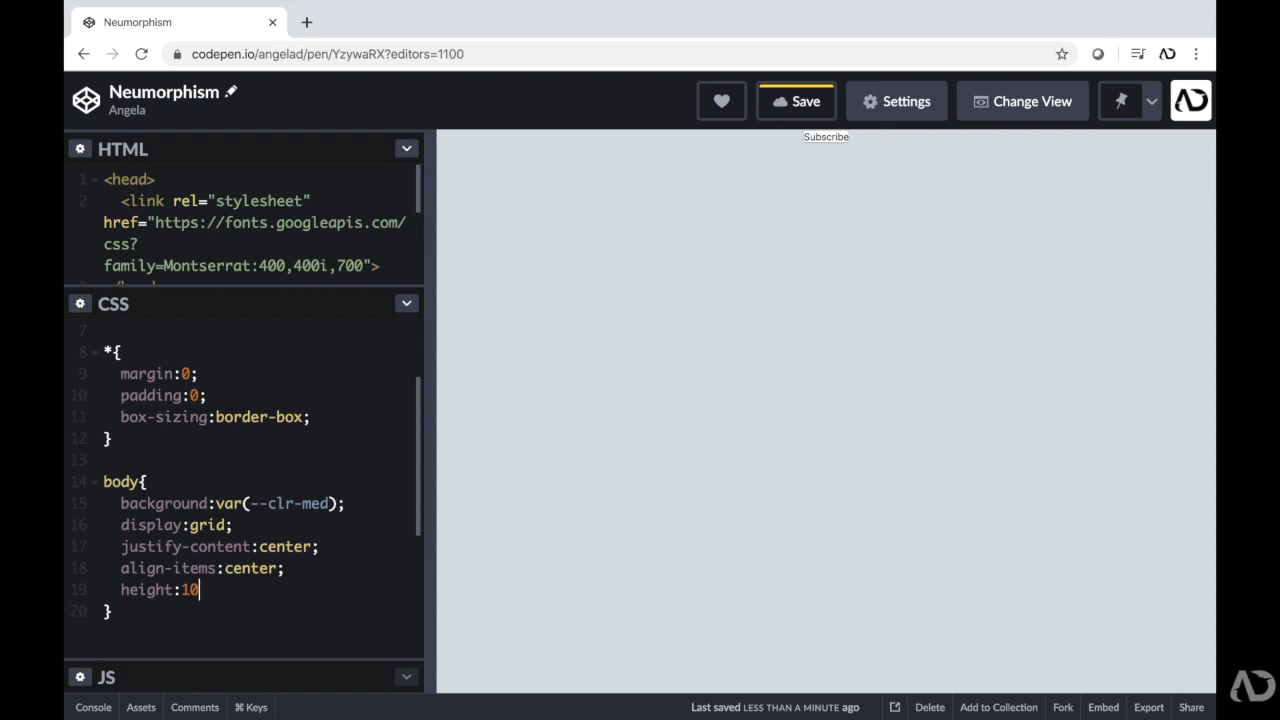 Neumorphism
codepen.io/angelad/pen/YzywaRX?editors=1100
Neumorphism
Angela
Save
Settings
Change View
HTML
1 <head>
2 <link rel="stylesheet"
href="https://fonts.googleapis.com/
css?
family=Montserrat:400,400i,700">
CSS
7
8 *{
9 margin:0;
10 padding:0;
11 box-sizing:border-box;
12 }
13
14 body{
15 background:var(--clr-med);
16 display:grid;
17 justify-content:center;
18 align-items:center;
19 height:10
20 }
JS
Subscribe
Console Assets Comments ⌘ Keys Last saved LESS THAN A MINUTE ago Delete Add to Collection Fork Embed Export Share